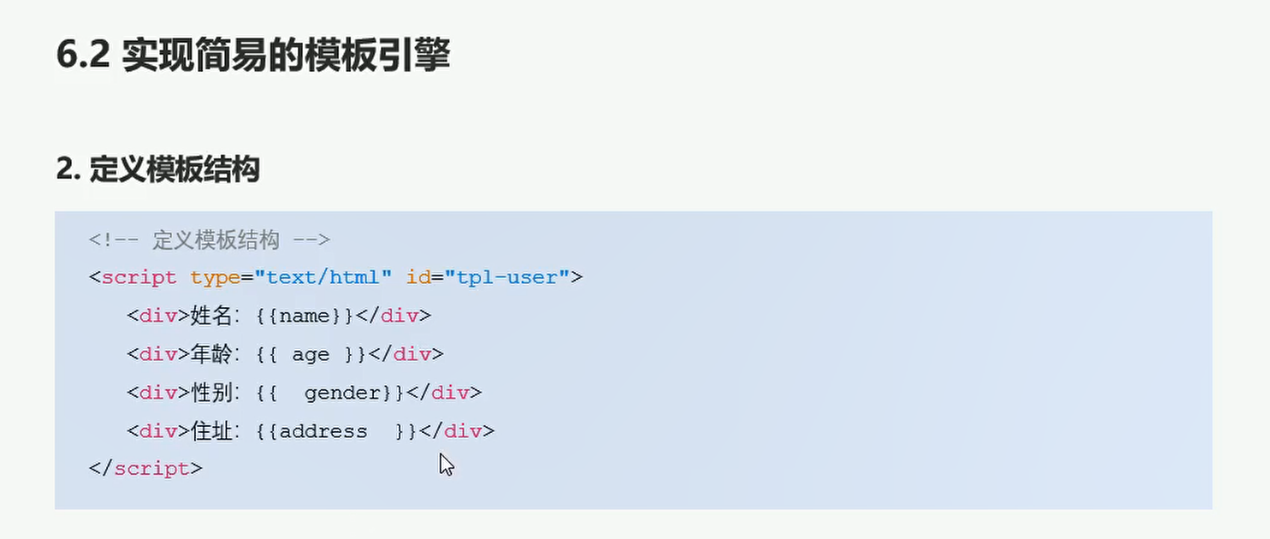 6.2 实现简易的模板引擎
2. 定义模板结构
<!-- 定义模板结构 -->
<script type="text/html" id="tpl-user">
   <div>姓名：{{name}}</div>
   <div>年龄：{{ age }}</div>
   <div>性别：{{  gender}}</div>
   <div>住址：{{address  }}</div>
</script>